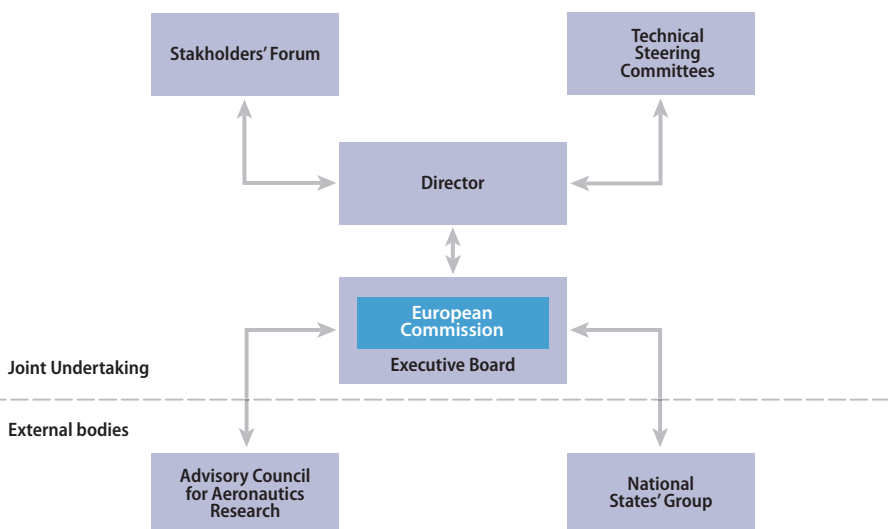 Stakholders' Forum
Technical
Steering
Committees
Director
European
Commission
Executive Board
Joint Undertaking
External bodies
Advisory Council
for Aeronautics
Research
National
States' Group